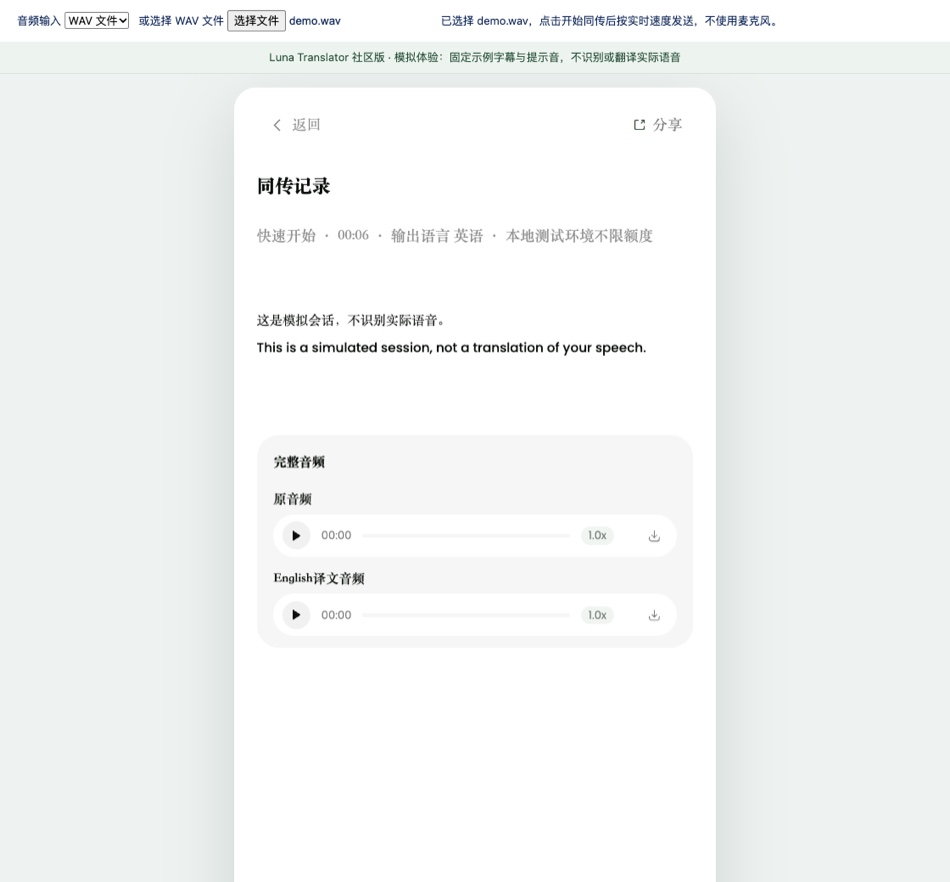 音频输入 WAV 文件 或选择 WAV 文件 选择文件 demo.wav 已选择 demo.wav，点击开始同传后按实时速度发送，不使用麦克风。
Luna Translator 社区版 · 模拟体验：固定示例字幕与提示音，不识别或翻译实际语音
返回 分享
同传记录
快速开始 · 00:06 · 输出语言 英语 · 本地测试环境不限额度
这是模拟会话，不识别实际语音。
This is a simulated session, not a translation of your speech.
完整音频
原音频
00:00 1.0x
English译文音频
00:00 1.0x